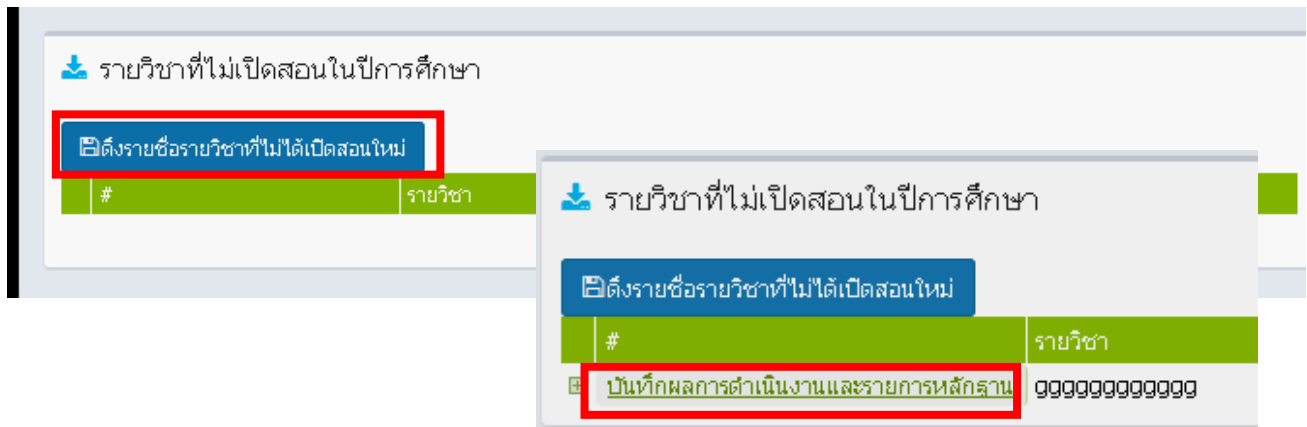 รายวิชาที่ไม่เปิดสอนในปีการศึกษา
ดึงรายชื่อรายวิชาที่ไม่ได้เปิดสอนใหม่
# รายวิชา
รายวิชาที่ไม่เปิดสอนในปีการศึกษา
ดึงรายชื่อรายวิชาที่ไม่ได้เปิดสอนใหม่
# รายวิชา
บันทึกผลการดำเนินงานและรายการหลักฐาน gggggggggggg